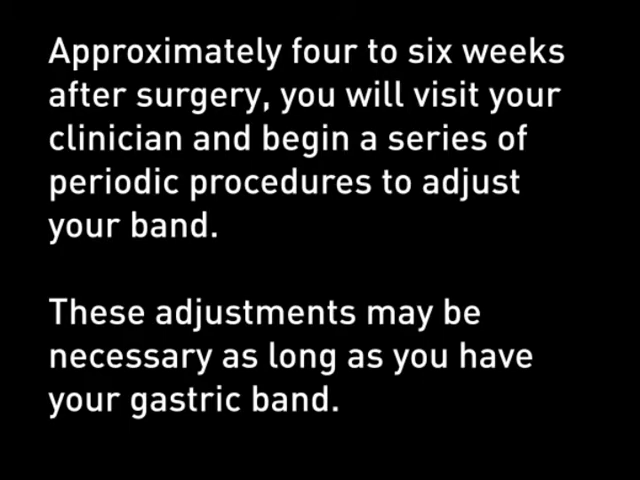 Approximately four to six weeks
after surgery, you will visit your
clinician and begin a series of
periodic procedures to adjust
your band.
These adjustments may be
necessary as long as you have
your gastric band.